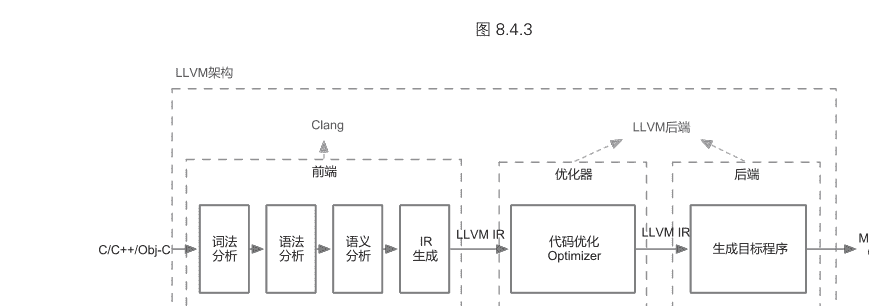 图 8.4.3
LLVM架构
Clang
LLVM后端
前端
优化器
后端
C/C++/Obj-C
词法
分析
语法
分析
语义
分析
IR
生成
LLVM IR
代码优化
Optimizer
LLVM IR
生成目标程序